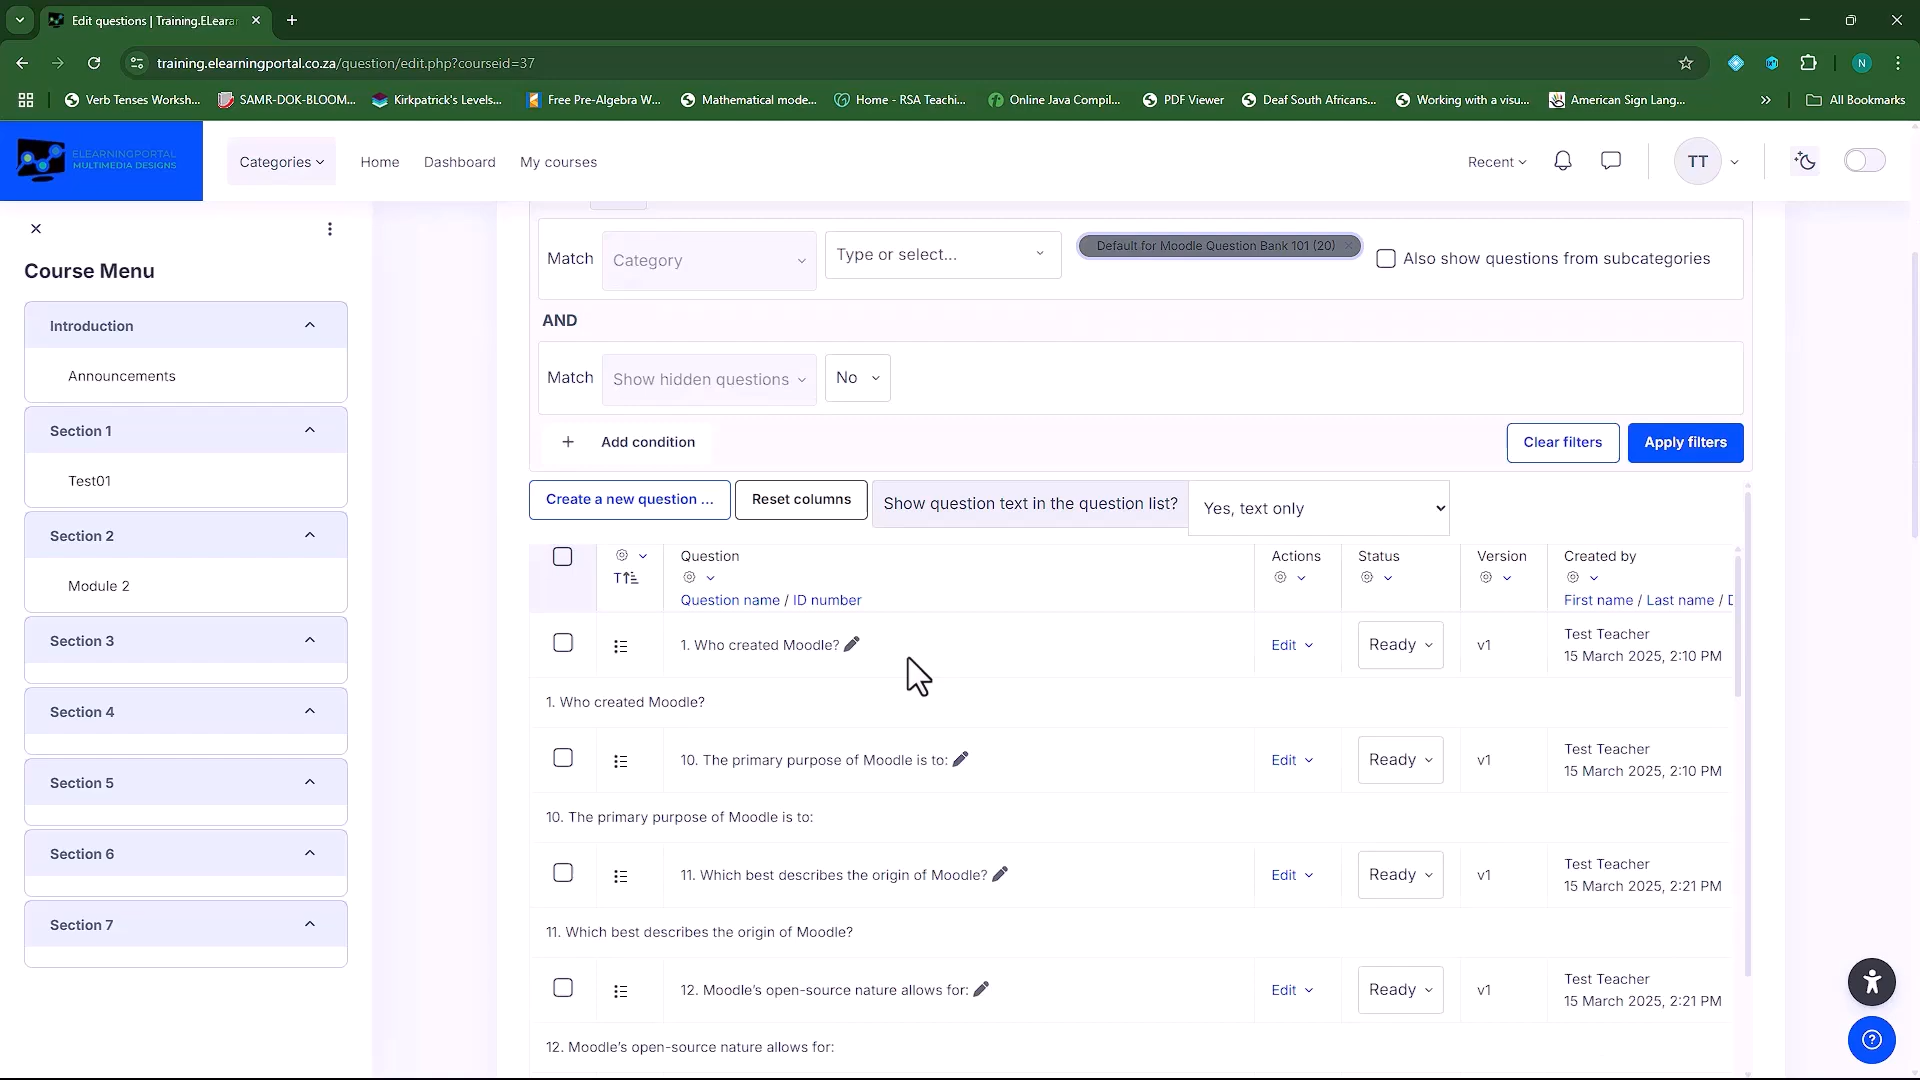 Edit questions | Training.ELeara
training.elearningportal.co.za/question/edit.php?courseid=37
N
Verb Tenses Worksh... SAMR-DOK-BLOOM... Kirkpatrick's Levels... Free Pre-Algebra W... Mathematical mode... Home - RSA Teachi... Online Java Compil... PDF Viewer Deaf South Africans... Working with a visu... American Sign Lang... » All Bookmarks
ELEARNINGPORTAL
MULTIMEDIA DESIGNS
Categories Home Dashboard My courses Recent TT
Course Menu
Introduction
Announcements
Section 1
Test01
Section 2
Module 2
Section 3
Section 4
Section 5
Section 6
Section 7
Match Category Type or select... Default for Moodle Question Bank 101 (20) Also show questions from subcategories
AND
Match Show hidden questions No
+ Add condition Clear filters Apply filters
Create a new question ... Reset columns Show question text in the question list? Yes, text only
Question Actions Status Version Created by
T
Question name / ID number First name / Last name /
1. Who created Moodle? Edit Ready v1 Test Teacher
15 March 2025, 2:10 PM
1. Who created Moodle?
10. The primary purpose of Moodle is to: Edit Ready v1 Test Teacher
15 March 2025, 2:10 PM
10. The primary purpose of Moodle is to:
11. Which best describes the origin of Moodle? Edit Ready v1 Test Teacher
15 March 2025, 2:21 PM
11. Which best describes the origin of Moodle?
12. Moodle's open-source nature allows for: Edit Ready v1 Test Teacher
15 March 2025, 2:21 PM
12. Moodle's open-source nature allows for: